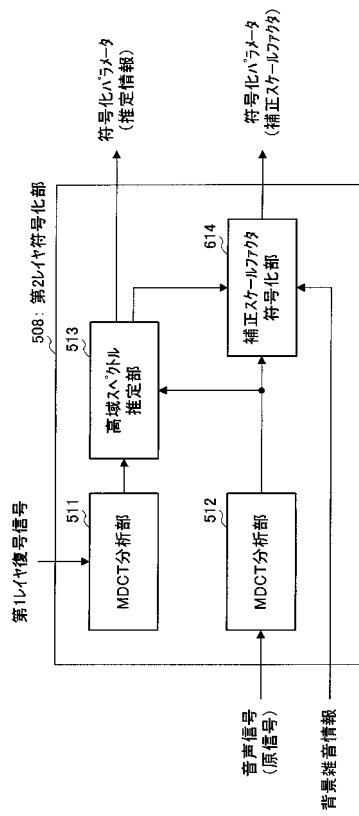 508：第2レイヤ符号化部
第1レイヤ復号信号
511
MDCT分析部
513
高域スペクトル
推定部
符号化パラメータ
(推定情報)
音声信号
(原信号)
512
MDCT分析部
614
補正スケールファクタ
符号化部
符号化パラメータ
(補正スケールファクタ)
背景雑音情報